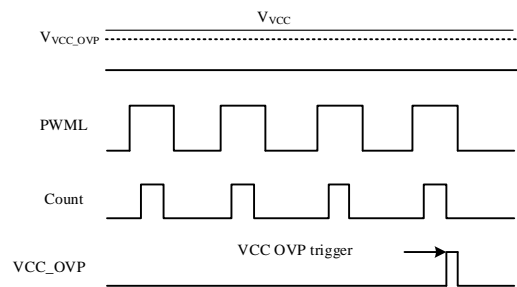 VVCC
VVCC_OVP
PWML
Count
VCC OVP trigger
VCC_OVP